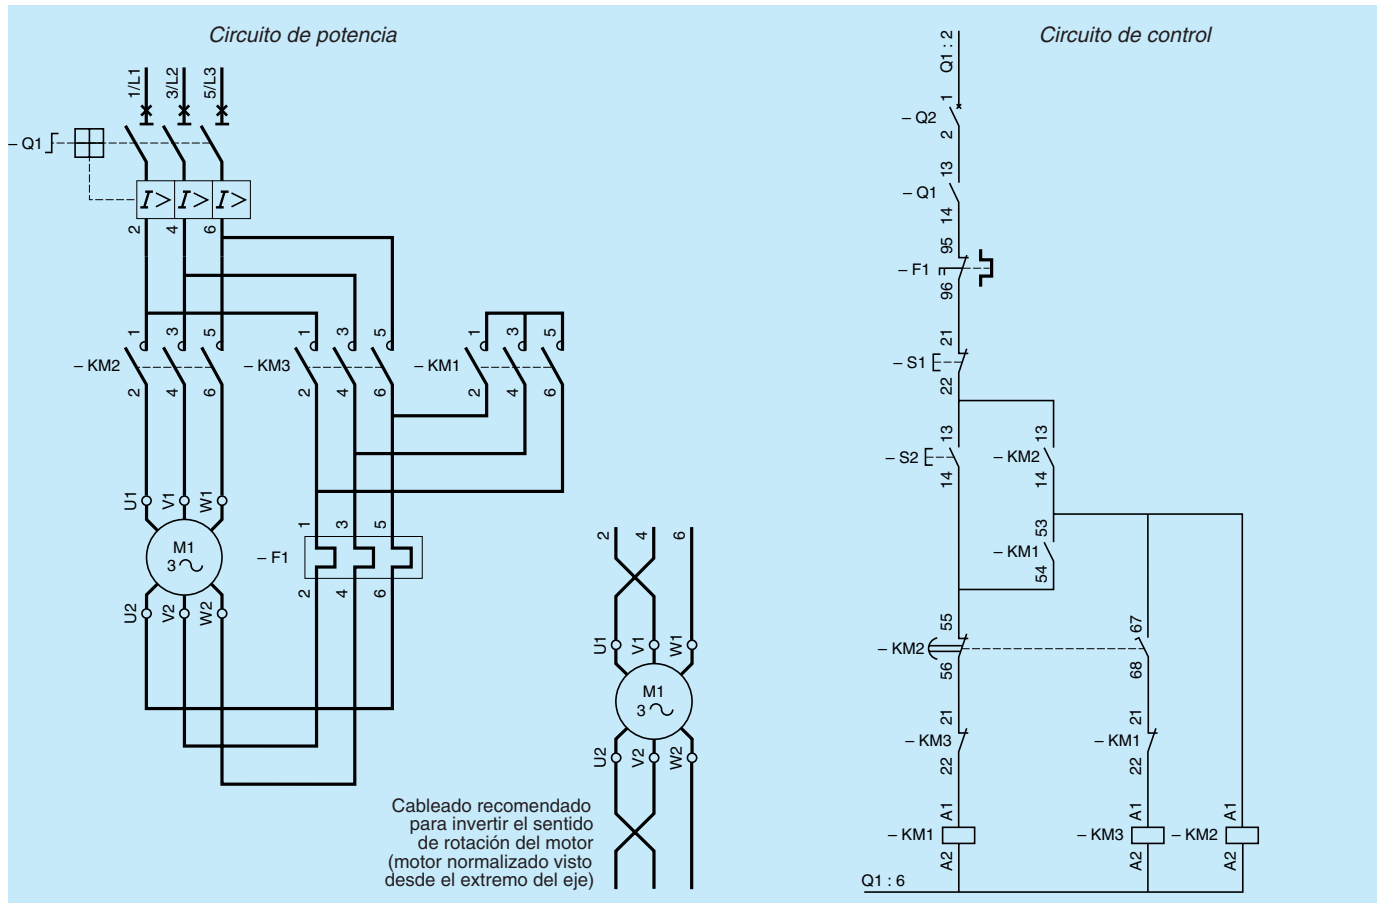 Circuito de potencia
1/L1
3/L2
5/L3
– Q1
I>
I>
I>
2
4
6
– KM2
1
3
5
2
4
6
– KM3
1
3
5
2
4
6
– KM1
1
3
5
2
4
6
U1
V1
W1
M1
3
U2
V2
W2
– F1
1
3
5
2
4
6
2
4
6
U1
V1
W1
M1
3
U2
V2
W2
Cableado recomendado
para invertir el sentido
de rotación del motor
(motor normalizado visto
desde el extremo del eje)
Circuito de control
Q1 : 2
1
– Q2
2
13
– Q1
14
95
– F1
96
21
– S1
22
13
– S2
14
13
– KM2
14
53
– KM1
54
55
– KM2
56
67
68
21
– KM3
22
21
– KM1
22
A1
– KM1
A2
A1
– KM3
A2
A1
– KM2
A2
Q1 : 6